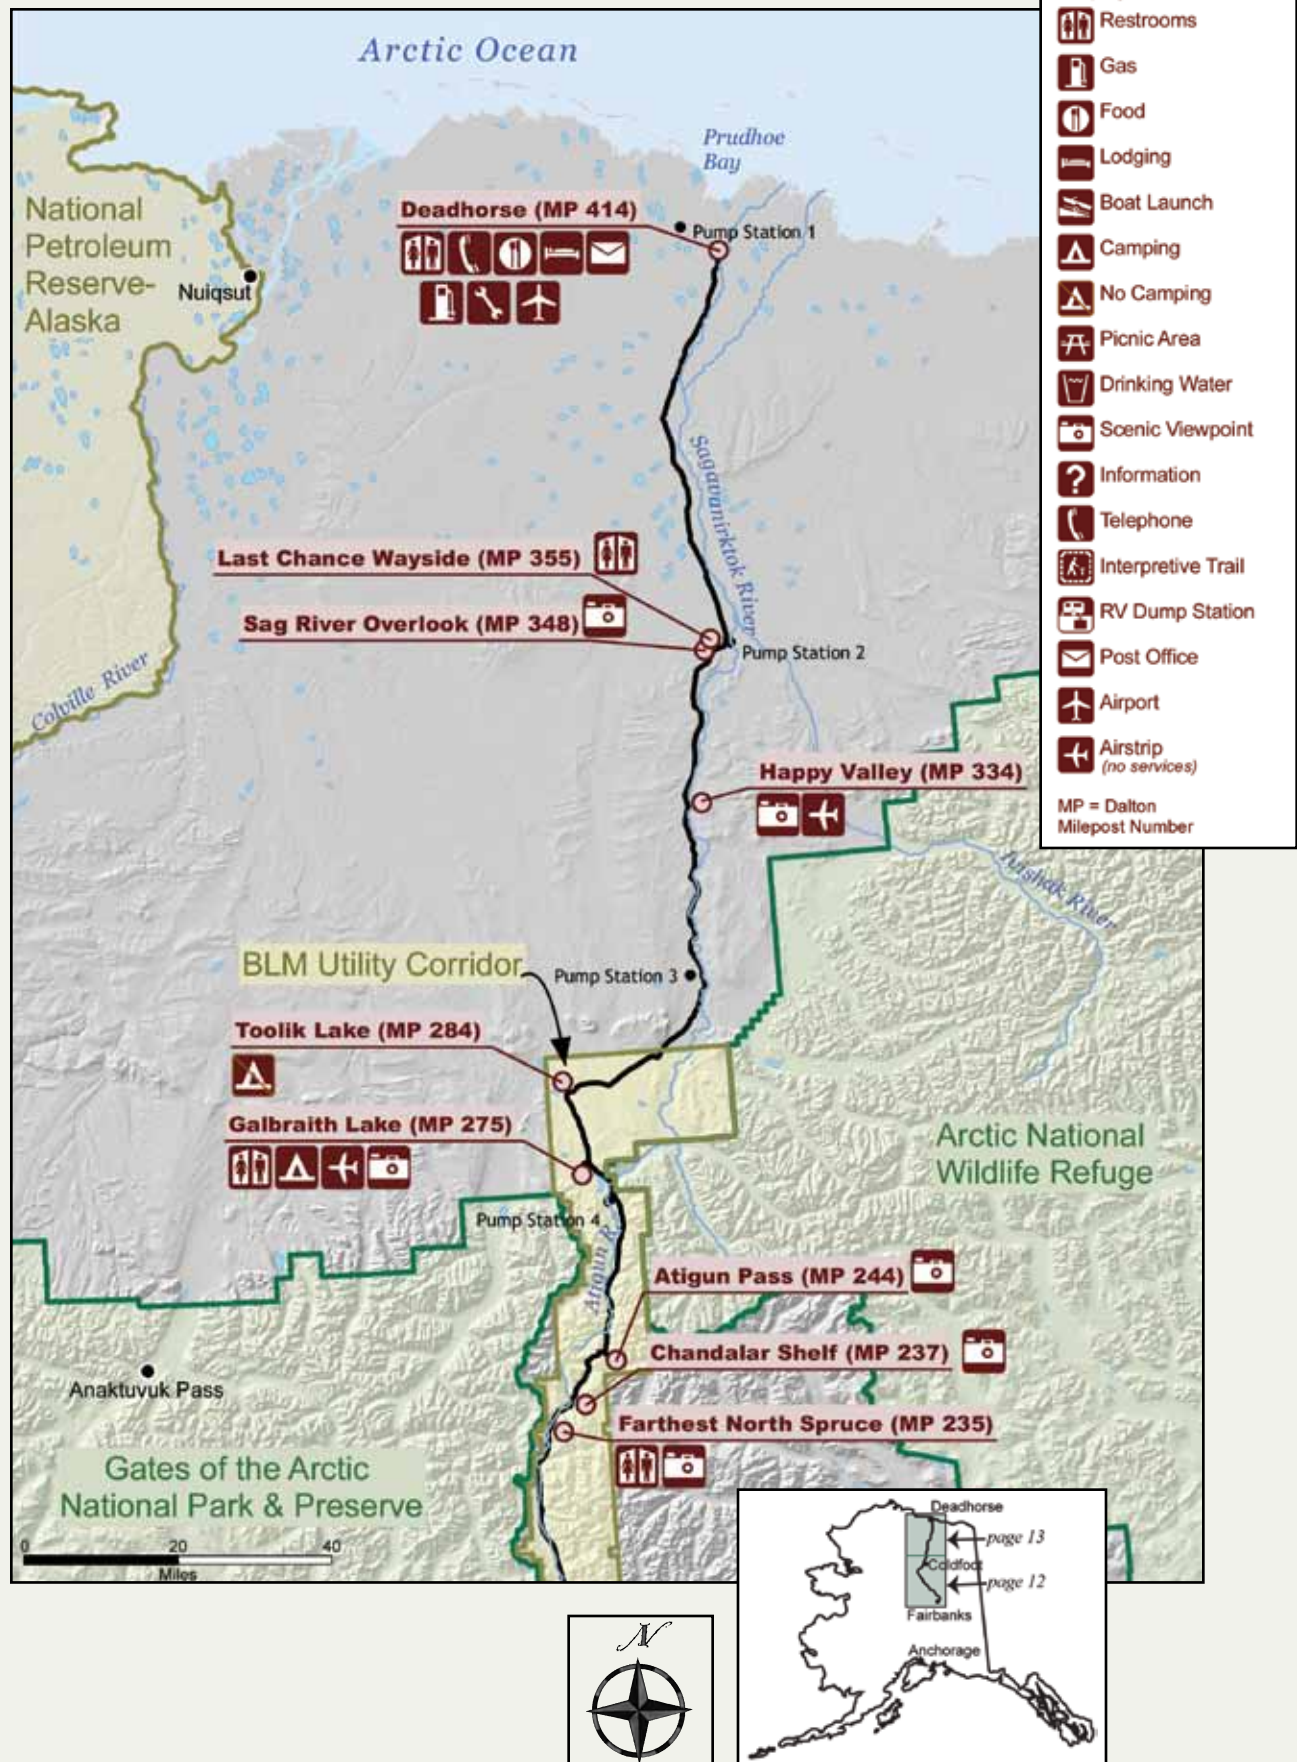 Arctic Ocean
Prudhoe
Bay
National
Petroleum
Reserve-
Alaska
Nuiqsut
Deadhorse (MP 414)
Pump Station 1
Sagavanirktok River
Last Chance Wayside (MP 355)
Sag River Overlook (MP 348)
Pump Station 2
Colville River
Happy Valley (MP 334)
Ivishak River
BLM Utility Corridor
Pump Station 3
Toolik Lake (MP 284)
Galbraith Lake (MP 275)
Arctic National
Wildlife Refuge
Pump Station 4
Atigun R.
Atigun Pass (MP 244)
Chandalar Shelf (MP 237)
Anaktuvuk Pass
Farthest North Spruce (MP 235)
Gates of the Arctic
National Park & Preserve
0 20 40
Miles
Restrooms
Gas
Food
Lodging
Boat Launch
Camping
No Camping
Picnic Area
Drinking Water
Scenic Viewpoint
? Information
Telephone
Interpretive Trail
RV Dump Station
Post Office
Airport
Airstrip
(no services)
MP = Dalton
Milepost Number
Deadhorse
page 13
Coldfoot
page 12
Fairbanks
Anchorage
N